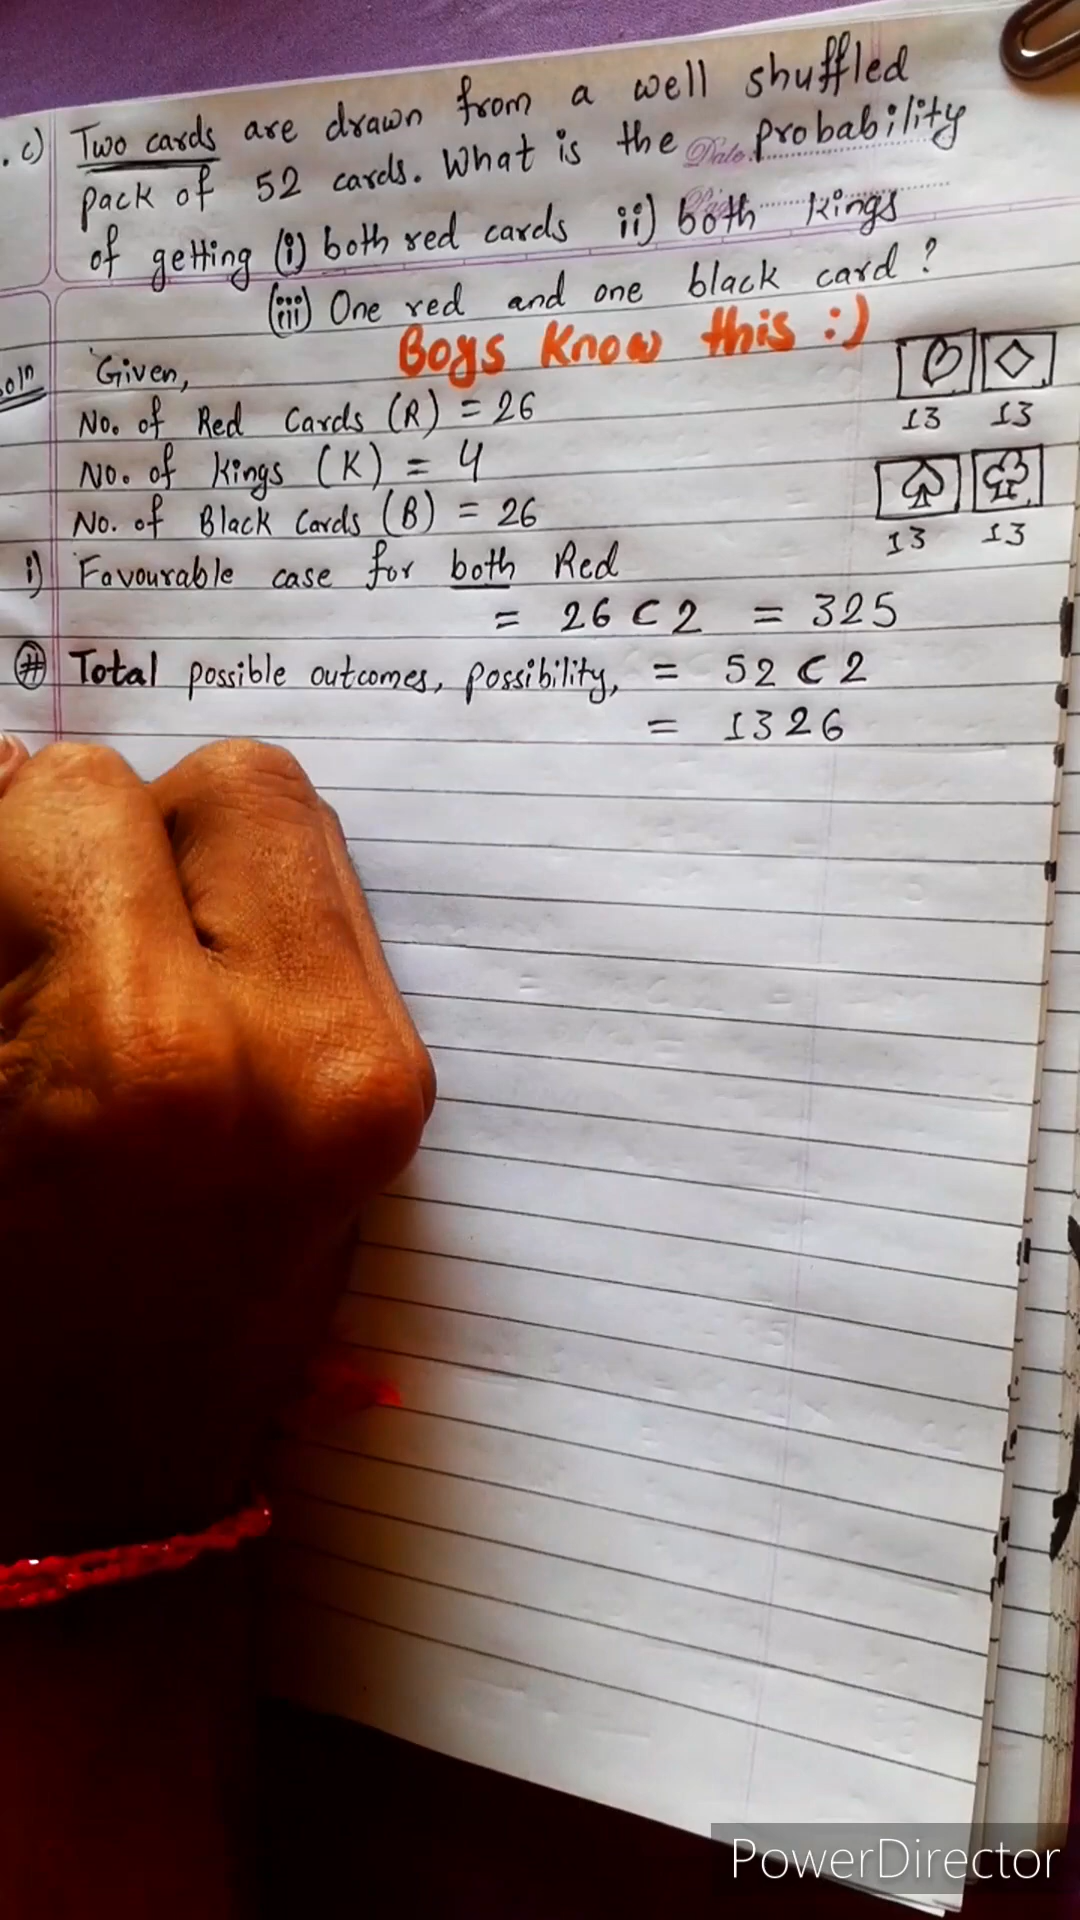 .c) Two cards are drawn from a well shuffled
pack of 52 cards. What is the probability
Date
of getting (i) both red cards ii) both kings
(iii) One red and one black card ?
Boys Know this :)
Soln Given,
No. of Red Cards (R) = 26
13 13
No. of kings (K) = 4
No. of Black Cards (B) = 26
13 13
i) Favourable case for both Red
= 26 C 2 = 325
# Total possible outcomes, possibility, = 52 C 2
= 1326
PowerDirector